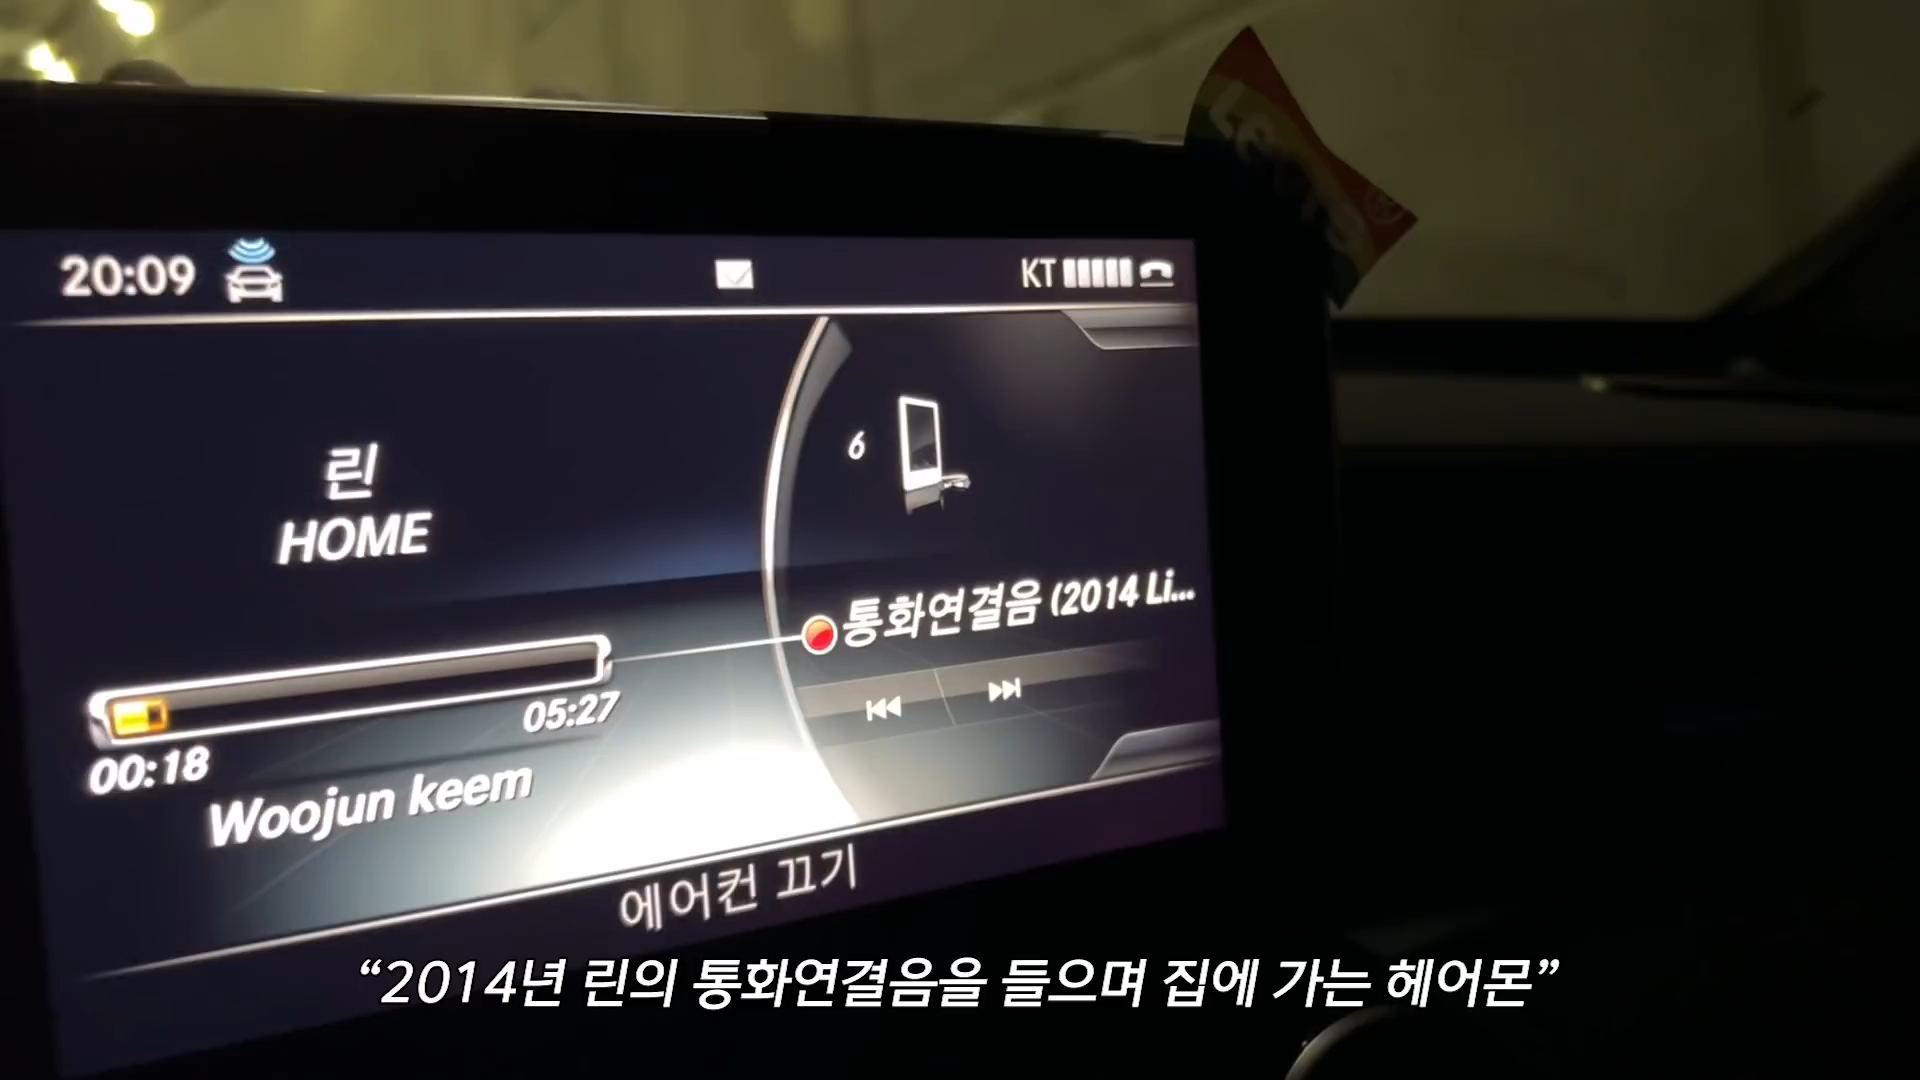 20:09
KT
린
HOME
6
통화연결음 (2014 Li...
05:27
00:18
Woojun keem
에어컨 끄기
“2014년 린의 통화연결음을 들으며 집에 가는 헤어몬”